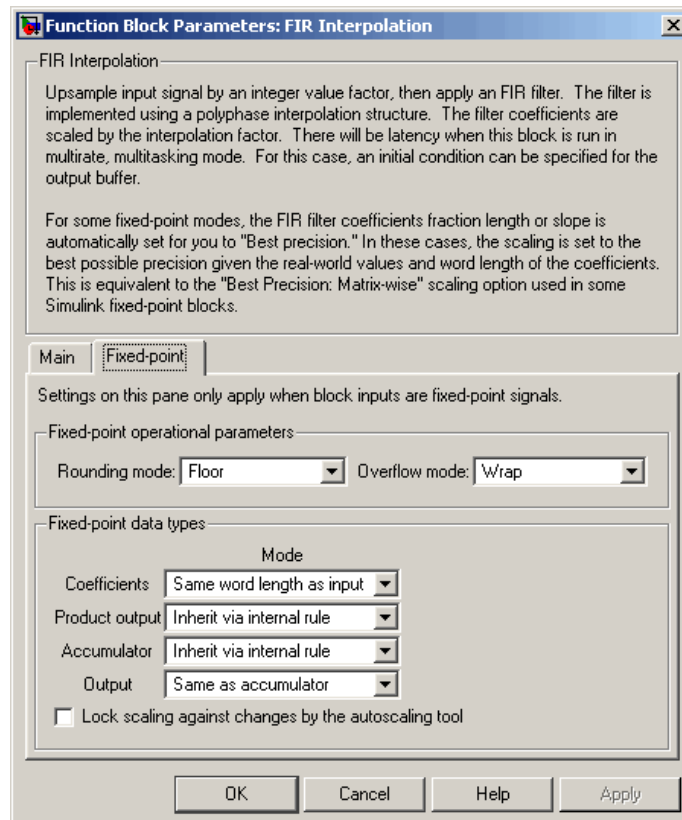 Function Block Parameters: FIR Interpolation
FIR Interpolation
Upsample input signal by an integer value factor, then apply an FIR filter.  The filter is
implemented using a polyphase interpolation structure.  The filter coefficients are
scaled by the interpolation factor.  There will be latency when this block is run in
multirate, multitasking mode.  For this case, an initial condition can be specified for the
output buffer.
For some fixed-point modes, the FIR filter coefficients fraction length or slope is
automatically set for you to "Best precision." In these cases, the scaling is set to the
best possible precision given the real-world values and word length of the coefficients.
This is equivalent to the "Best Precision: Matrix-wise" scaling option used in some
Simulink fixed-point blocks.
Main Fixed-point
Settings on this pane only apply when block inputs are fixed-point signals.
Fixed-point operational parameters
Rounding mode: Floor Overflow mode: Wrap
Fixed-point data types
Mode
Coefficients Same word length as input
Product output Inherit via internal rule
Accumulator Inherit via internal rule
Output Same as accumulator
Lock scaling against changes by the autoscaling tool
OK Cancel Help Apply